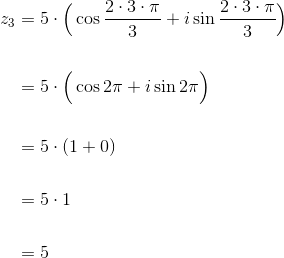 z₃ = 5 · ( cos (2 · 3 · π)/3 + i sin (2 · 3 · π)/3 )
= 5 · ( cos 2π + i sin 2π )
= 5 · (1 + 0)
= 5 · 1
= 5